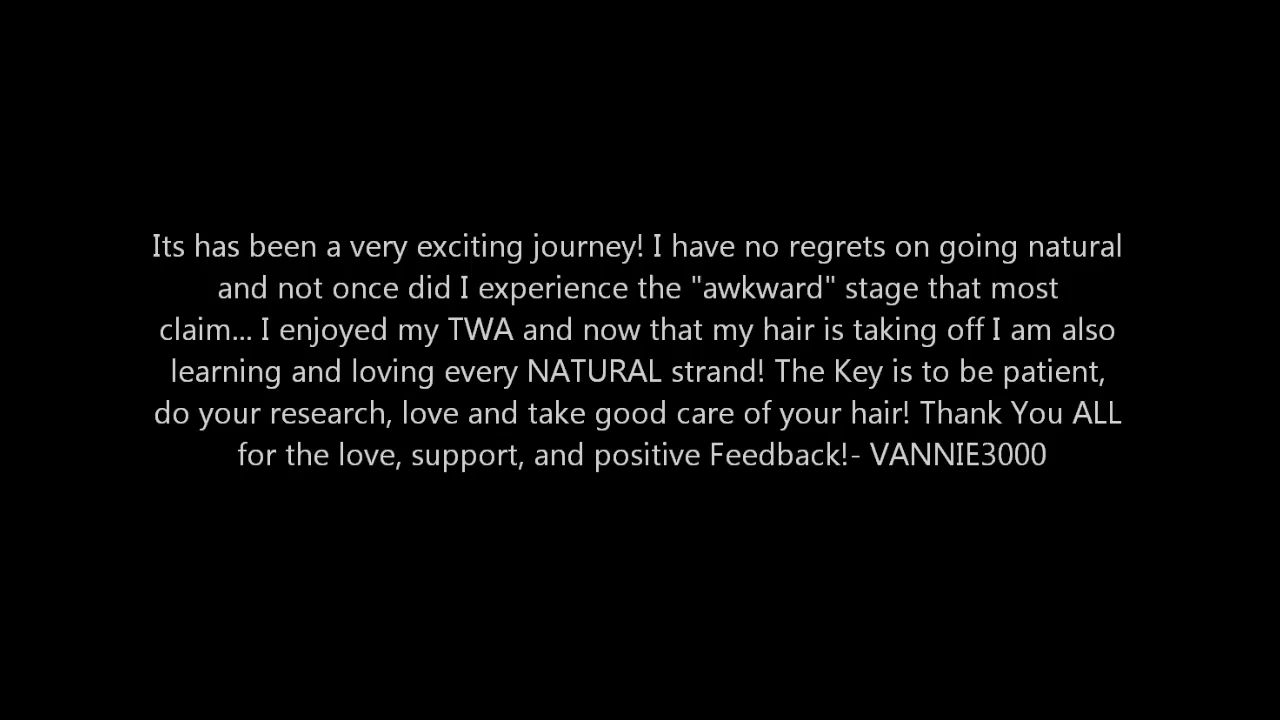 Its has been a very exciting journey! I have no regrets on going natural
and not once did I experience the "awkward" stage that most
claim... I enjoyed my TWA and now that my hair is taking off I am also
learning and loving every NATURAL strand! The Key is to be patient,
do your research, love and take good care of your hair! Thank You ALL
for the love, support, and positive Feedback!- VANNIE3000